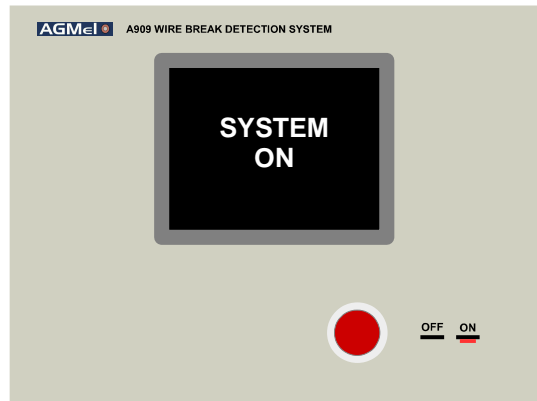 AGMEl
A909 WIRE BREAK DETECTION SYSTEM
SYSTEM
ON
OFF ON